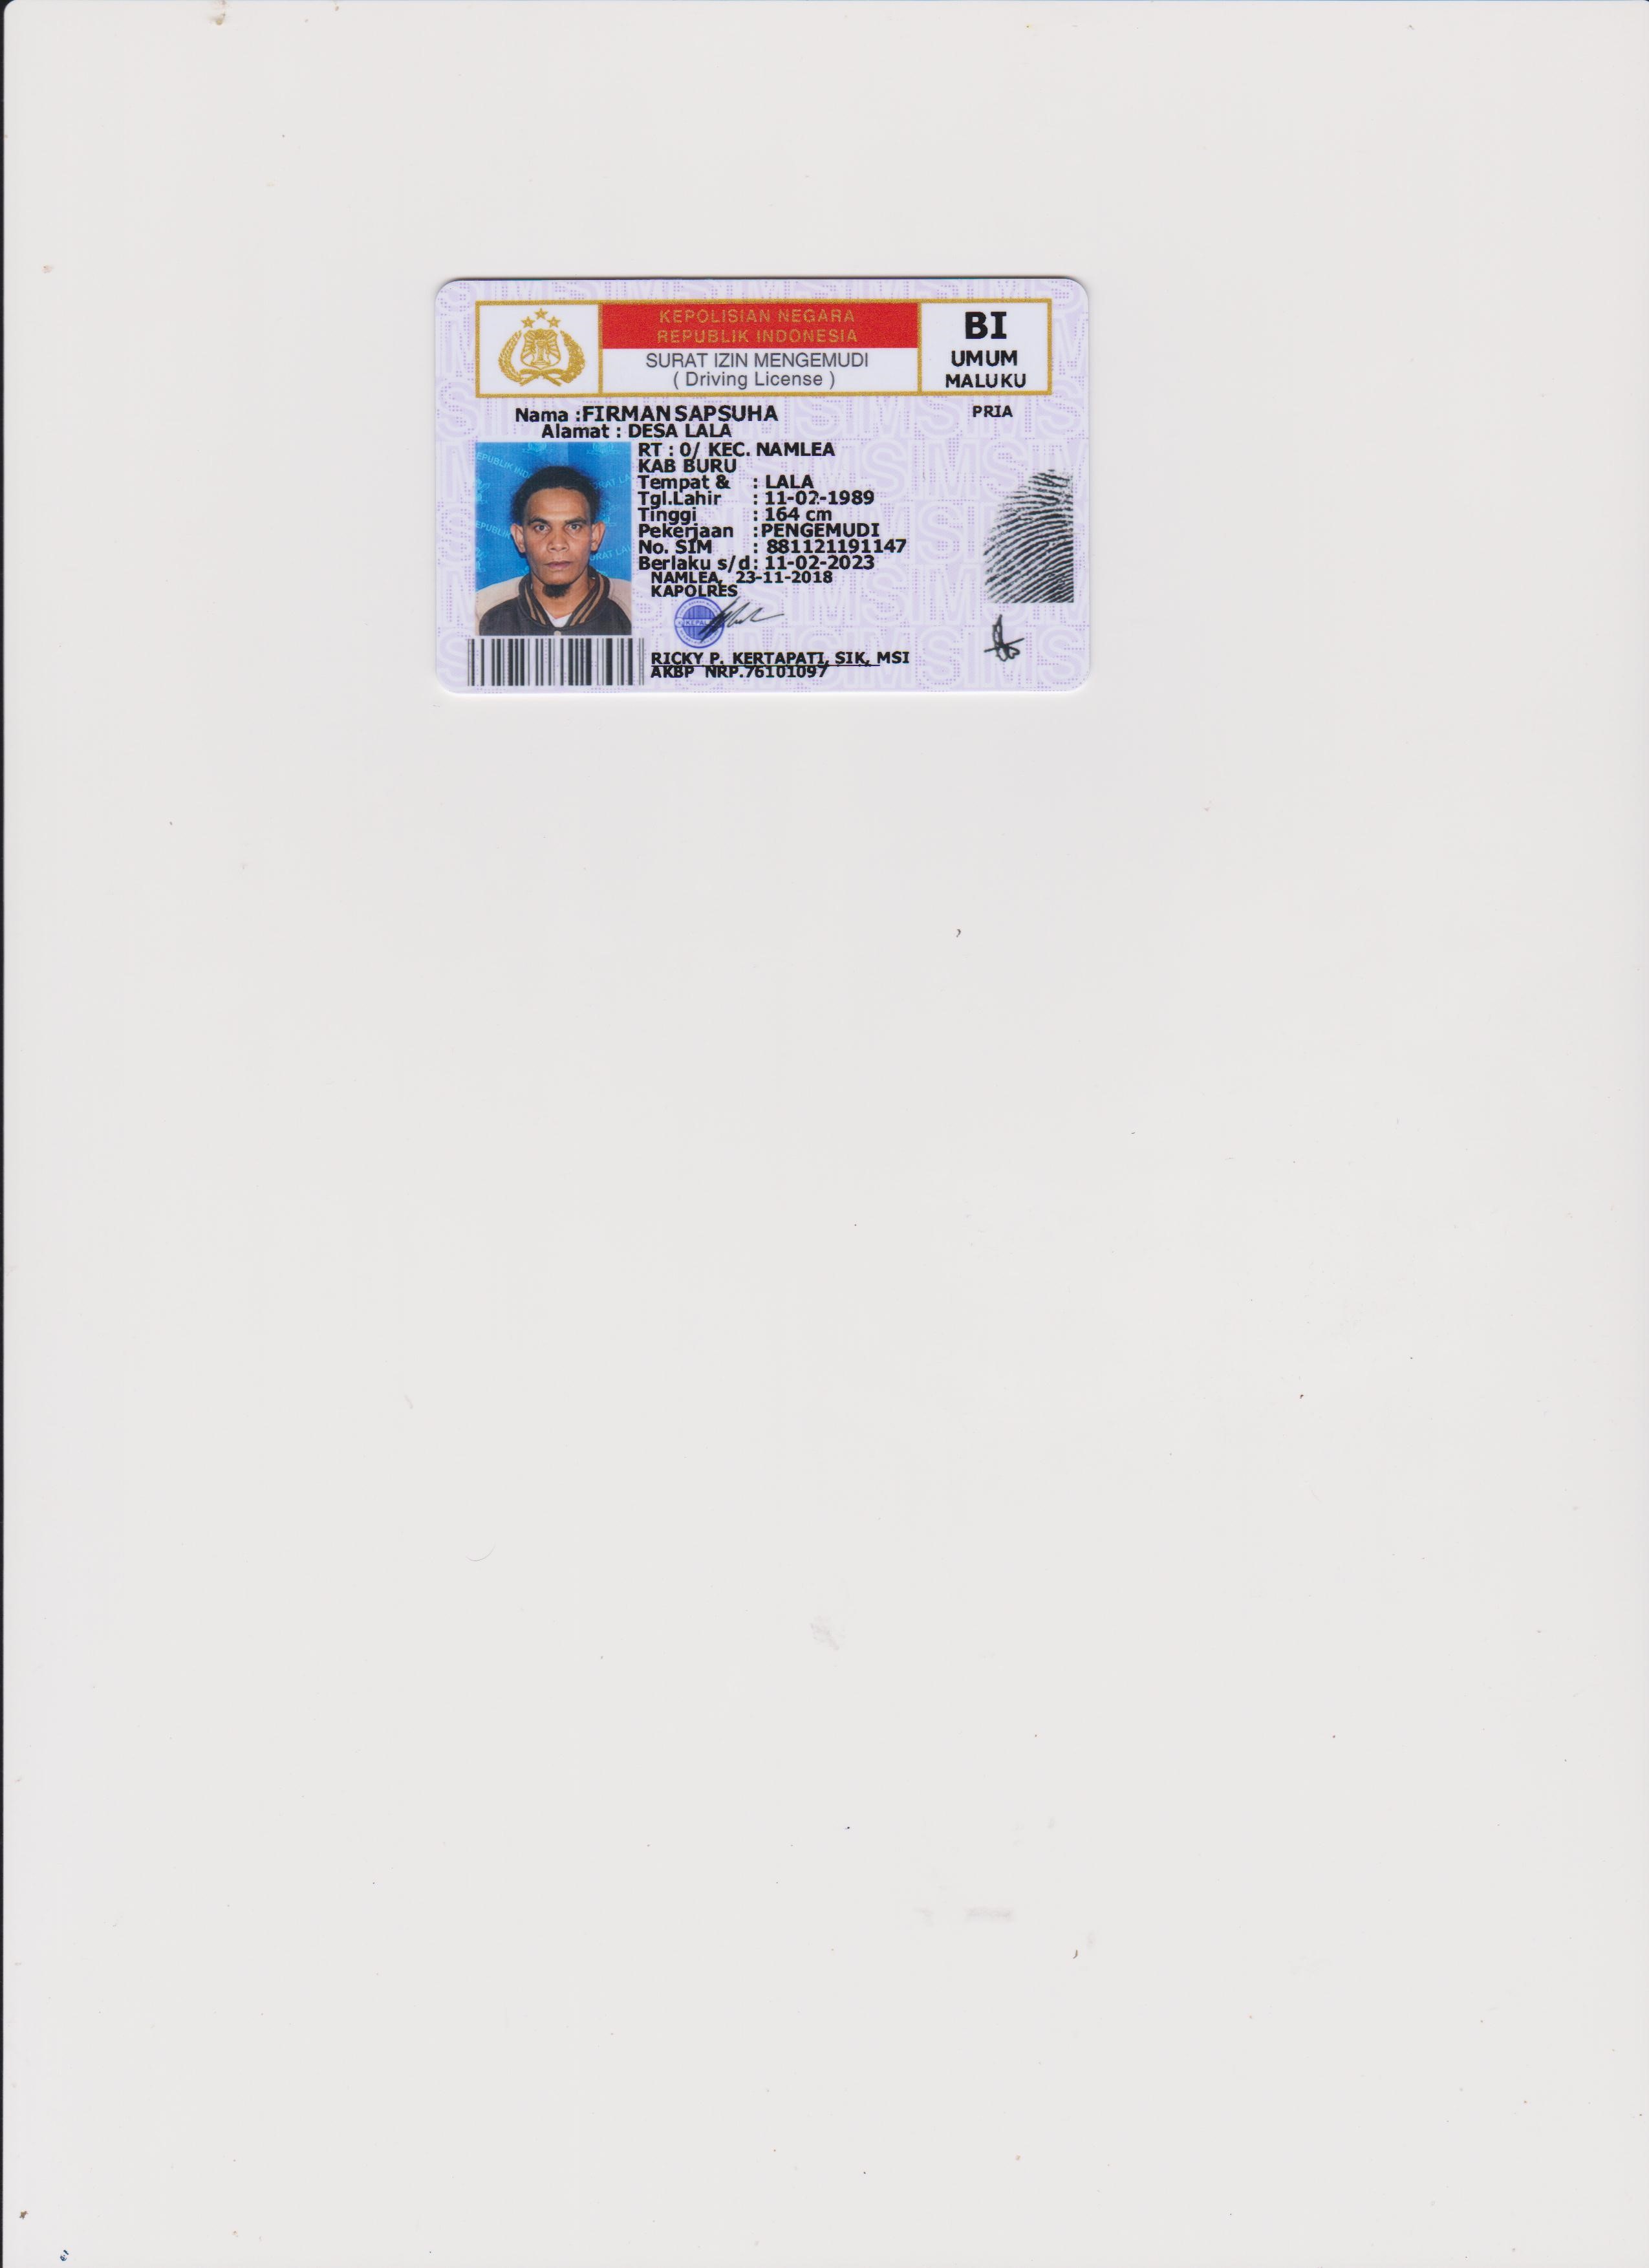 KEPOLISIAN NEGARA
REPUBLIK INDONESIA
SURAT IZIN MENGEMUDI
( Driving License )
BI
UMUM
MALUKU
Nama :FIRMAN SAPSUHA
PRIA
Alamat : DESA LALA
RT : 0/ KEC. NAMLEA
KAB BURU
Tempat & : LALA
Tgl.Lahir : 11-02-1989
Tinggi : 164 cm
Pekerjaan :PENGEMUDI
No. SIM : 881121191147
Berlaku s/d: 11-02-2023
NAMLEA, 23-11-2018
KAPOLRES
RICKY P. KERTAPATI, SIK, MSI
AKBP NRP.76101097